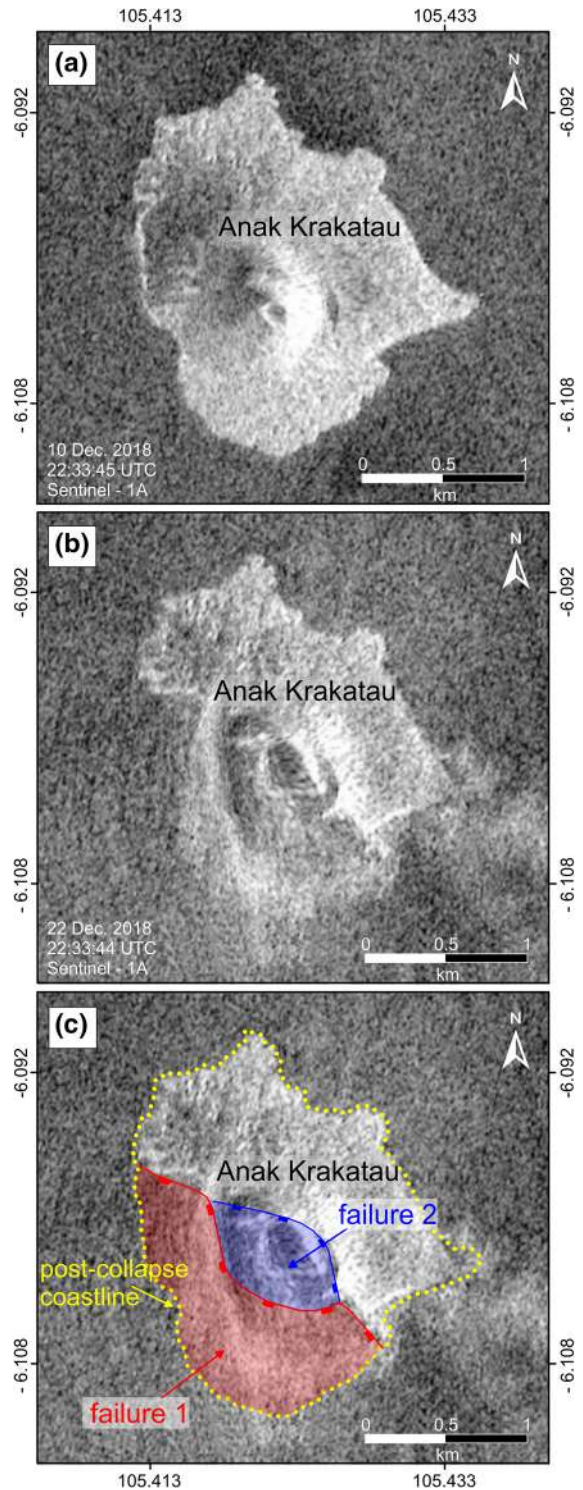 105.413
105.433
(a)
N
-6.092
-6.092
Anak Krakatau
- 6.108
- 6.108
10 Dec. 2018
22:33:45 UTC
Sentinel - 1A
0 0.5 1
km
(b)
N
-6.092
-6.092
Anak Krakatau
- 6.108
- 6.108
22 Dec. 2018
22:33:44 UTC
Sentinel - 1A
0 0.5 1
km
(c)
N
-6.092
-6.092
Anak Krakatau
failure 2
post-collapse
coastline
failure 1
- 6.108
- 6.108
0 0.5 1
km
105.413
105.433